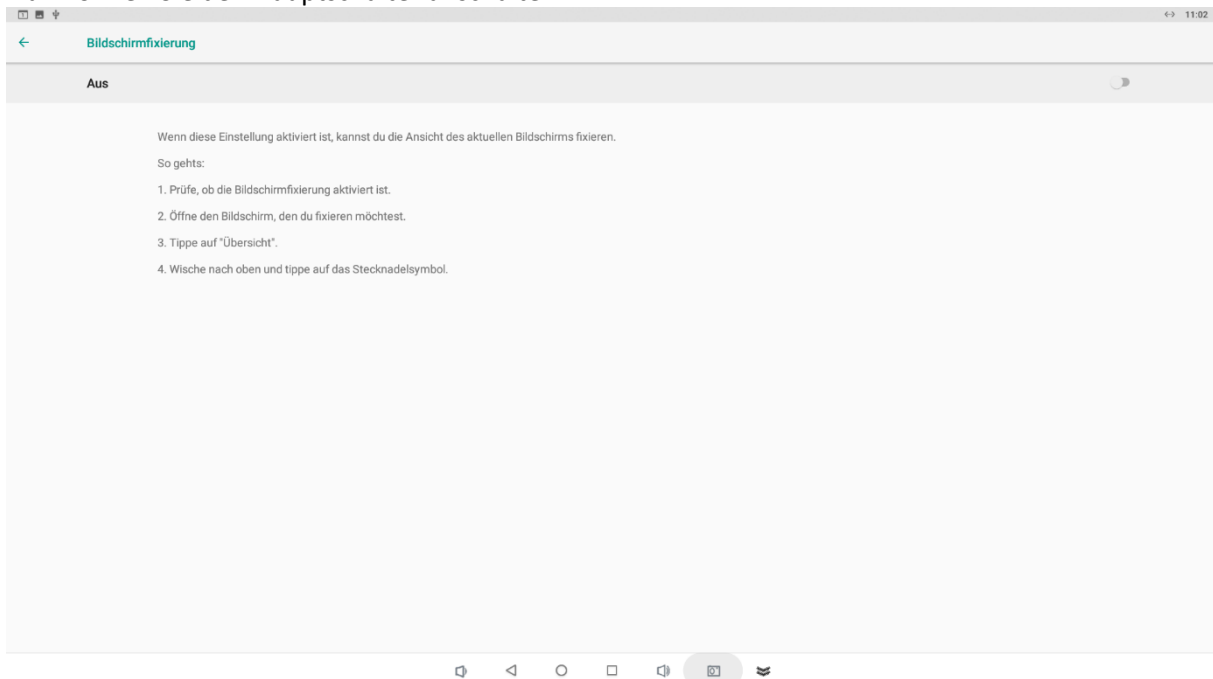 11:02
Bildschirmfixierung
Aus
Wenn diese Einstellung aktiviert ist, kannst du die Ansicht des aktuellen Bildschirms fixieren.
So gehts:
1. Prüfe, ob die Bildschirmfixierung aktiviert ist.
2. Öffne den Bildschirm, den du fixieren möchtest.
3. Tippe auf "Übersicht".
4. Wische nach oben und tippe auf das Stecknadelsymbol.